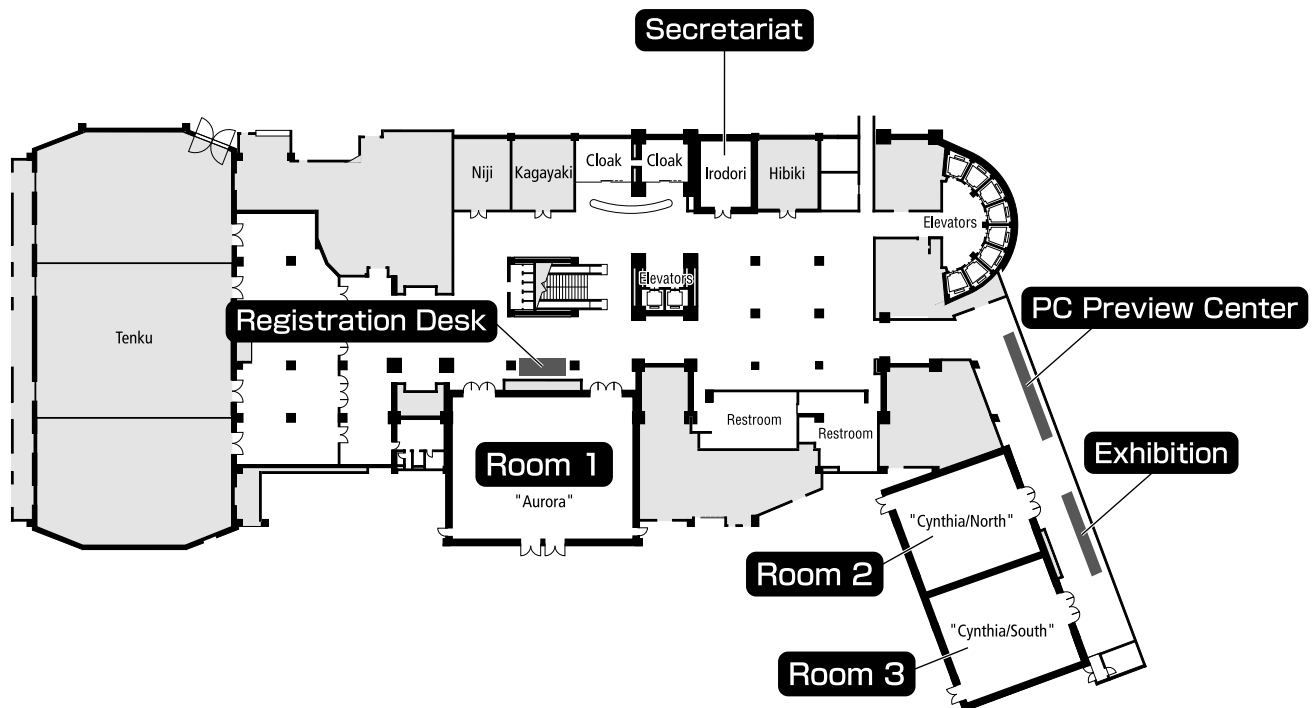 Secretariat
Niji
Kagayaki
Cloak
Cloak
Irodori
Hibiki
Elevators
Elevators
Registration Desk
PC Preview Center
Tenku
Restroom
Restroom
Room 1
"Aurora"
Exhibition
"Cynthia/North"
Room 2
"Cynthia/South"
Room 3